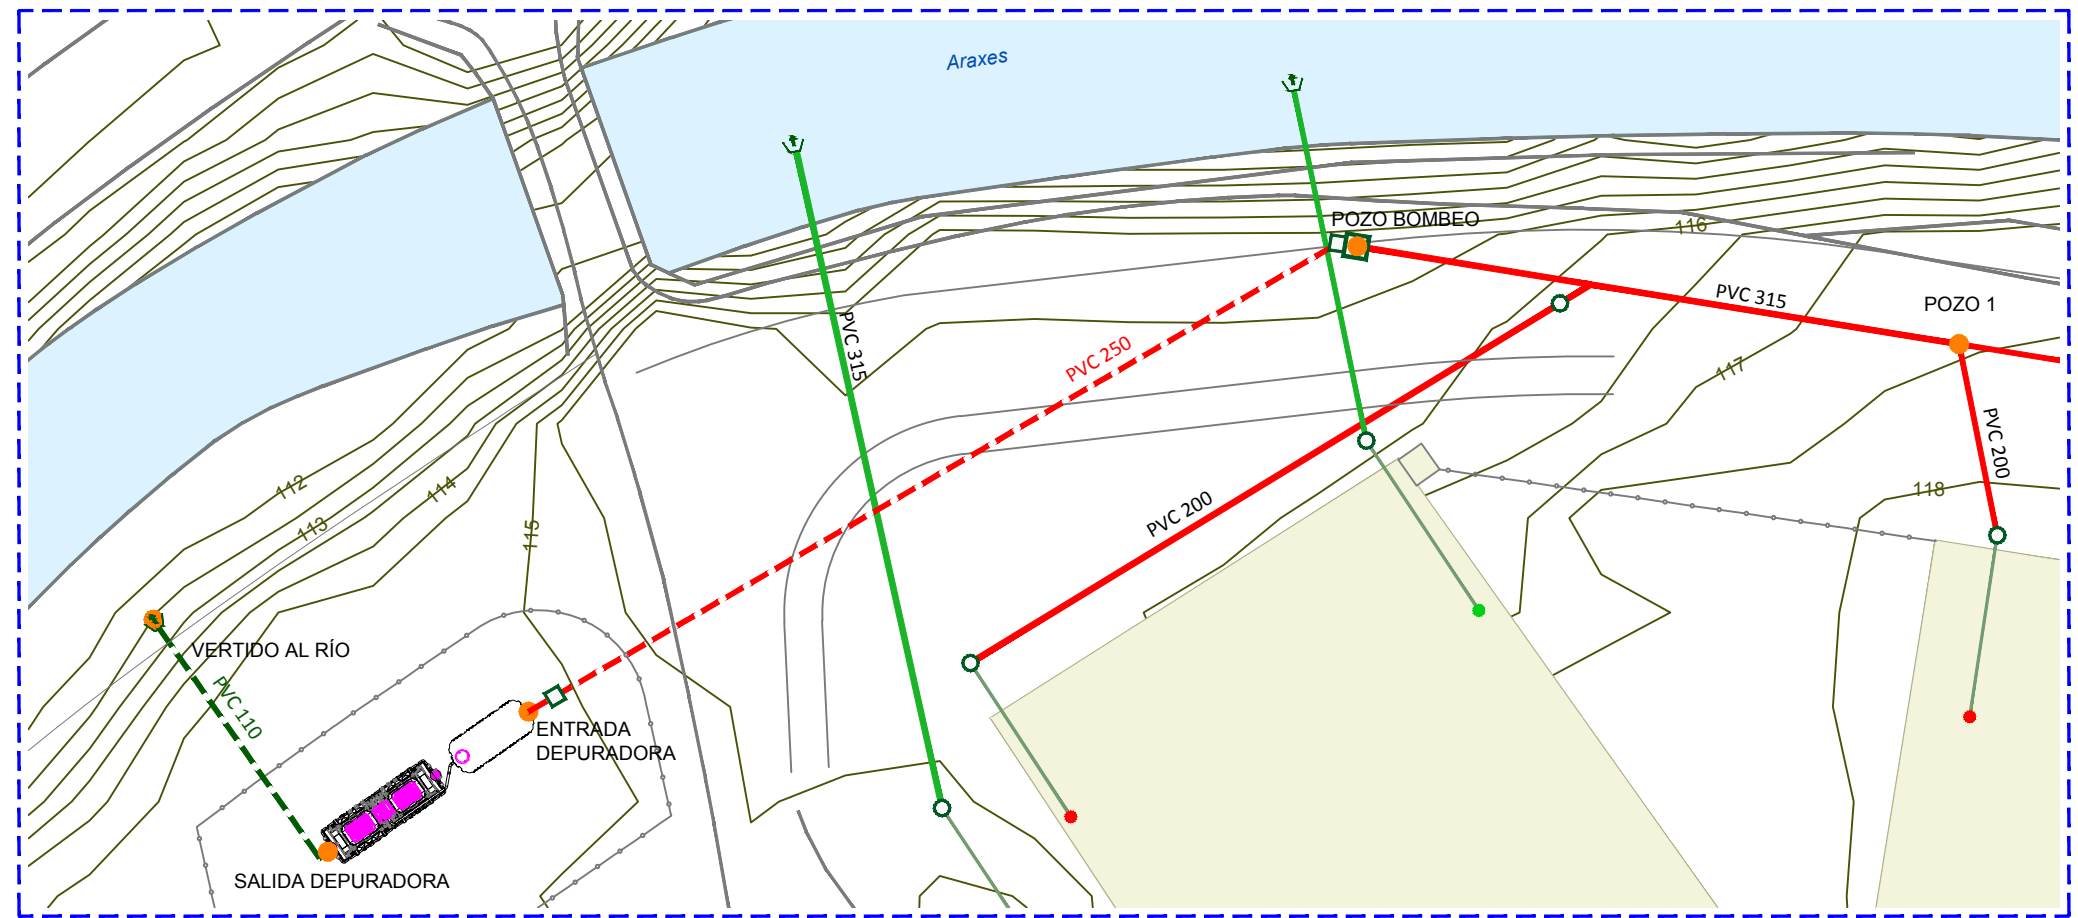 Araxes
POZO BOMBEO
116
PVC 315
POZO 1
PVC 315
PVC 250
117
PVC 200
112
114
118
PVC 200
113
115
VERTIDO AL RÍO
PVC 110
ENTRADA
DEPURADORA
SALIDA DEPURADORA